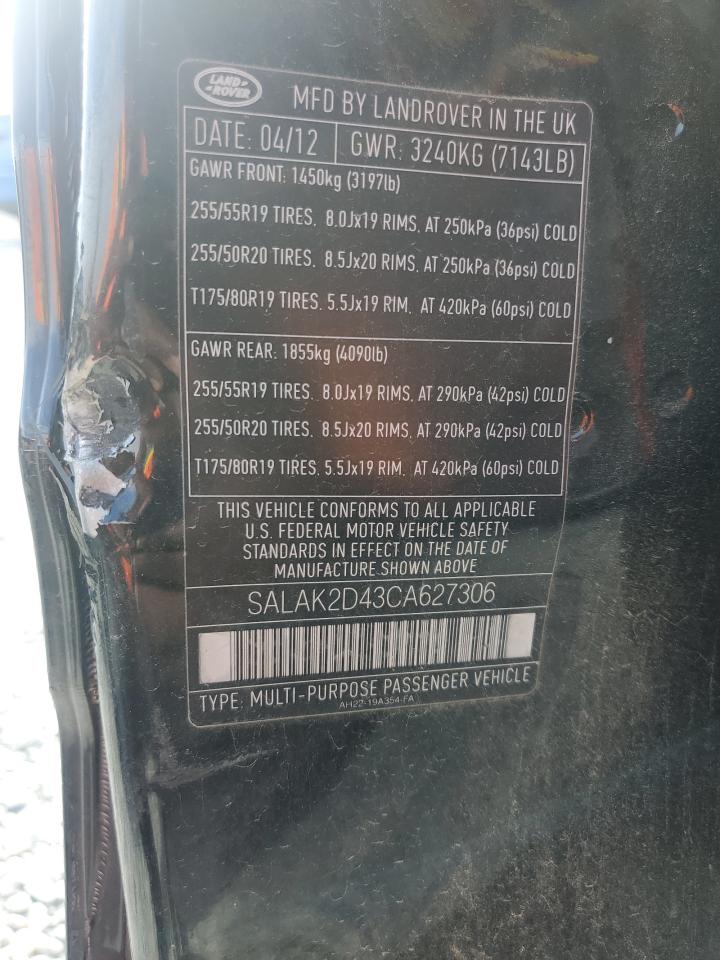 LAND ROVER
MFD BY LANDROVER IN THE UK
DATE: 04/12 GWR: 3240KG (7143LB)
GAWR FRONT: 1450kg (3197lb)
255/55R19 TIRES, 8.0Jx19 RIMS, AT 250kPa (36psi) COLD
255/50R20 TIRES, 8.5Jx20 RIMS, AT 250kPa (36psi) COLD
T175/80R19 TIRES, 5.5Jx19 RIM, AT 420kPa (60psi) COLD
GAWR REAR: 1855kg (4090lb)
255/55R19 TIRES, 8.0Jx19 RIMS, AT 290kPa (42psi) COLD
255/50R20 TIRES, 8.5Jx20 RIMS, AT 290kPa (42psi) COLD
T175/80R19 TIRES, 5.5Jx19 RIM, AT 420kPa (60psi) COLD
THIS VEHICLE CONFORMS TO ALL APPLICABLE
U.S. FEDERAL MOTOR VEHICLE SAFETY
STANDARDS IN EFFECT ON THE DATE OF
MANUFACTURE SHOWN ABOVE
SALAK2D43CA627306
TYPE: MULTI-PURPOSE PASSENGER VEHICLE
AH22-19A354-FA